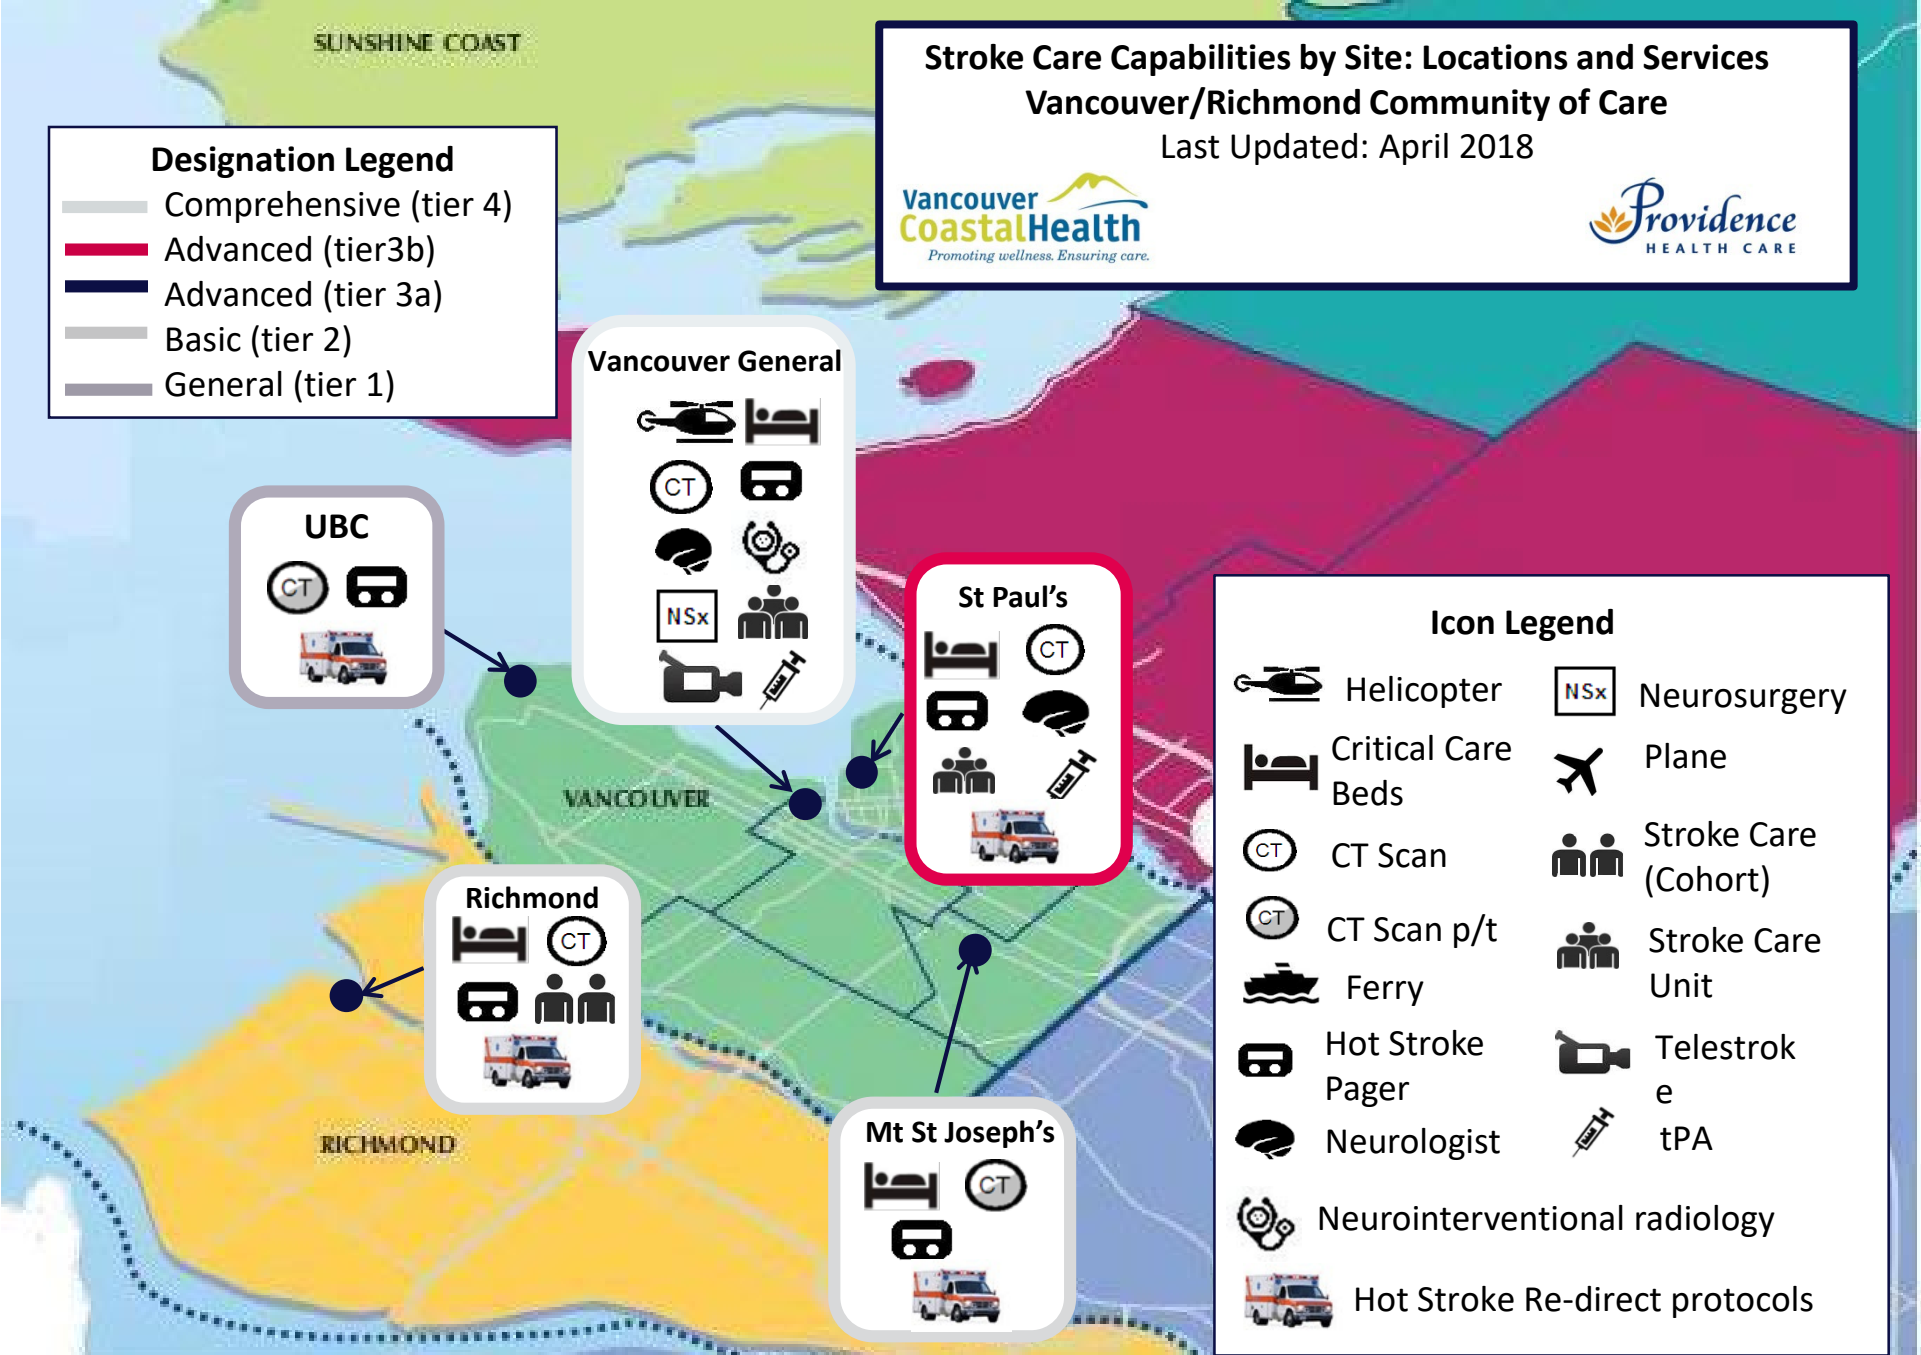 SUNSHINE COAST
Stroke Care Capabilities by Site: Locations and Services
Vancouver/Richmond Community of Care
Last Updated: April 2018
Vancouver
CoastalHealth
Promoting wellness. Ensuring care.
Providence
HEALTH CARE
Designation Legend
Comprehensive (tier 4)
Advanced (tier3b)
Advanced (tier 3a)
Basic (tier 2)
General (tier 1)
Vancouver General
CT
NSx
UBC
CT
St Paul's
CT
VANCOUVER
Richmond
CT
RICHMOND
Mt St Joseph's
CT
Icon Legend
Helicopter
NSx
Neurosurgery
Critical Care
Beds
Plane
CT
CT Scan
Stroke Care
(Cohort)
CT
CT Scan p/t
Stroke Care
Unit
Ferry
Hot Stroke
Pager
Telestrok
e
Neurologist
tPA
Neurointerventional radiology
Hot Stroke Re-direct protocols